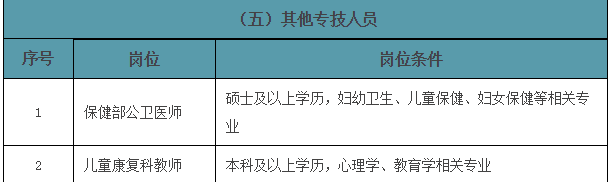 （五）其他专技人员
序号 岗位 岗位条件
1 保健部公卫医师 硕士及以上学历，妇幼卫生、儿童保健、妇女保健等相关专
业
2 儿童康复科教师 本科及以上学历，心理学、教育学相关专业